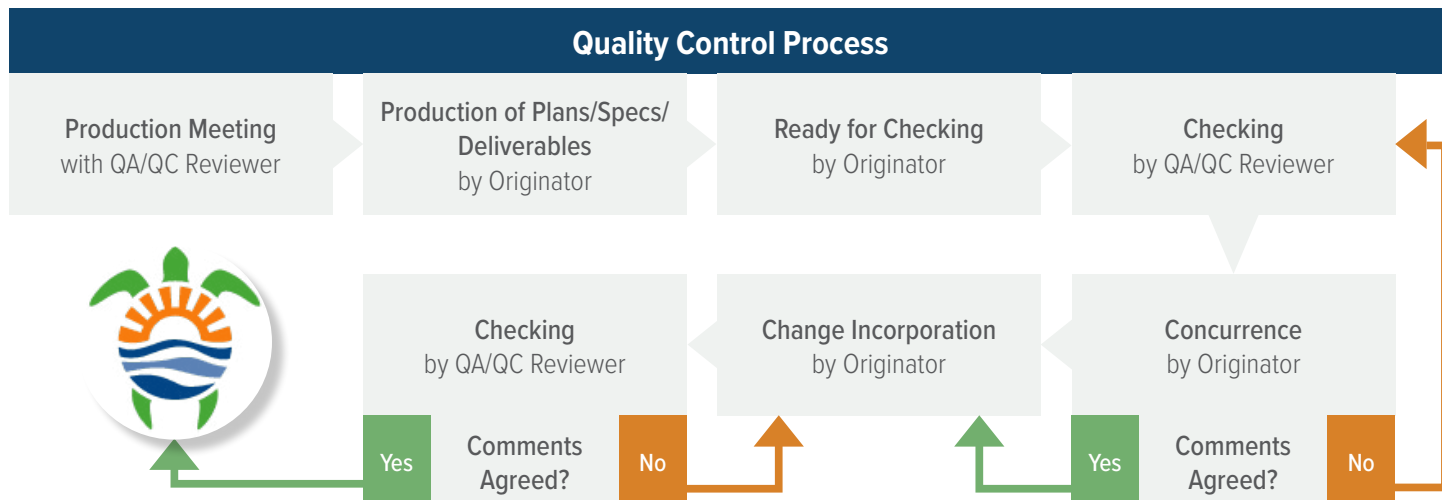 Quality Control Process
Production Meeting
with QA/QC Reviewer
Production of Plans/Specs/
Deliverables
by Originator
Ready for Checking
by Originator
Checking
by QA/QC Reviewer
Checking
by QA/QC Reviewer
Yes
Comments
Agreed?
No
Change Incorporation
by Originator
Concurrence
by Originator
Yes
Comments
Agreed?
No